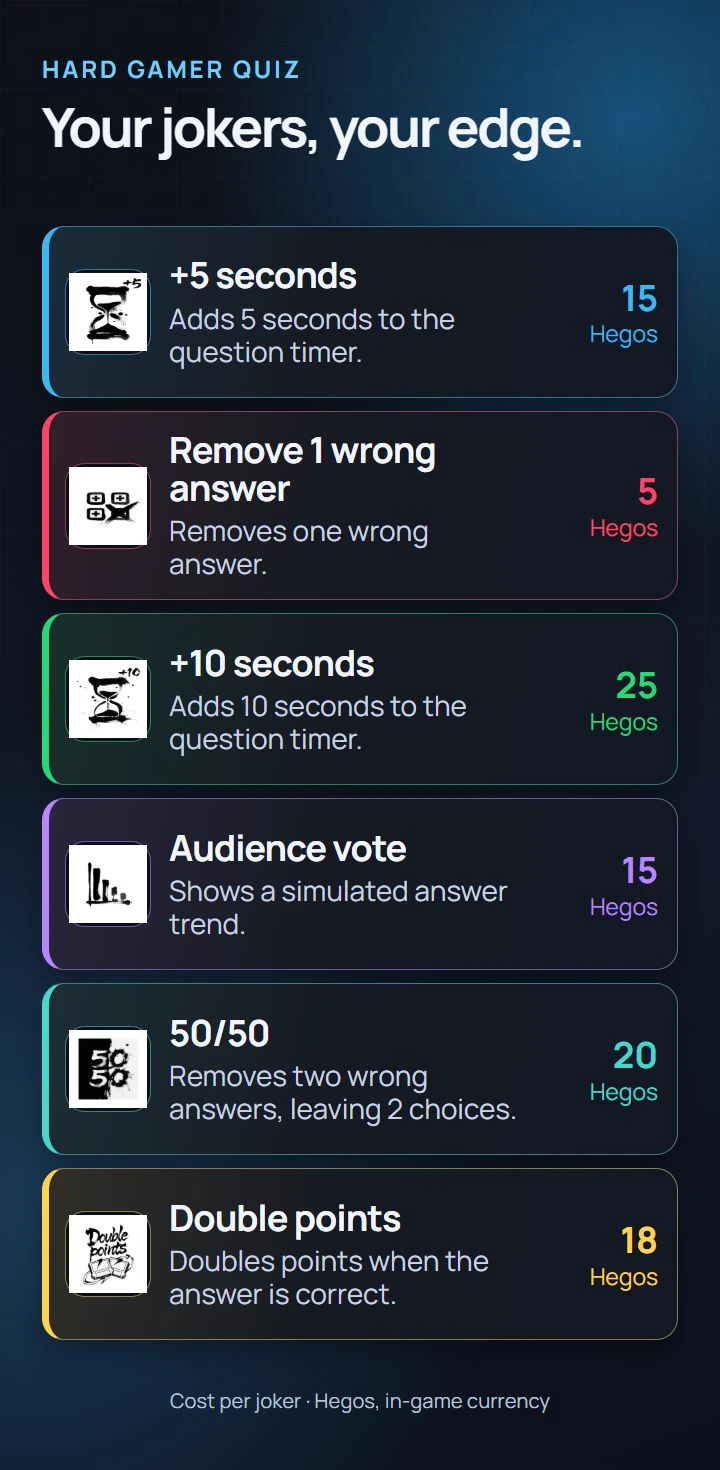 HARD GAMER QUIZ
Your jokers, your edge.
+5
+5 seconds
Adds 5 seconds to the
question timer.
15
Hegos
Remove 1 wrong
answer
Removes one wrong
answer.
5
Hegos
+10
+10 seconds
Adds 10 seconds to the
question timer.
25
Hegos
Audience vote
Shows a simulated answer
trend.
15
Hegos
50
50
50/50
Removes two wrong
answers, leaving 2 choices.
20
Hegos
Double
points
Double points
Doubles points when the
answer is correct.
18
Hegos
Cost per joker · Hegos, in-game currency